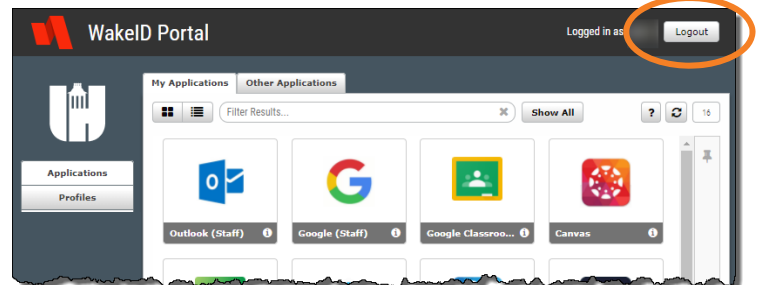 WakeID Portal
Logged in as
Logout
My Applications Other Applications
Filter Results...
Show All
?
16
Applications
Profiles
Outlook (Staff)
Google (Staff)
Google Classroo...
Canvas